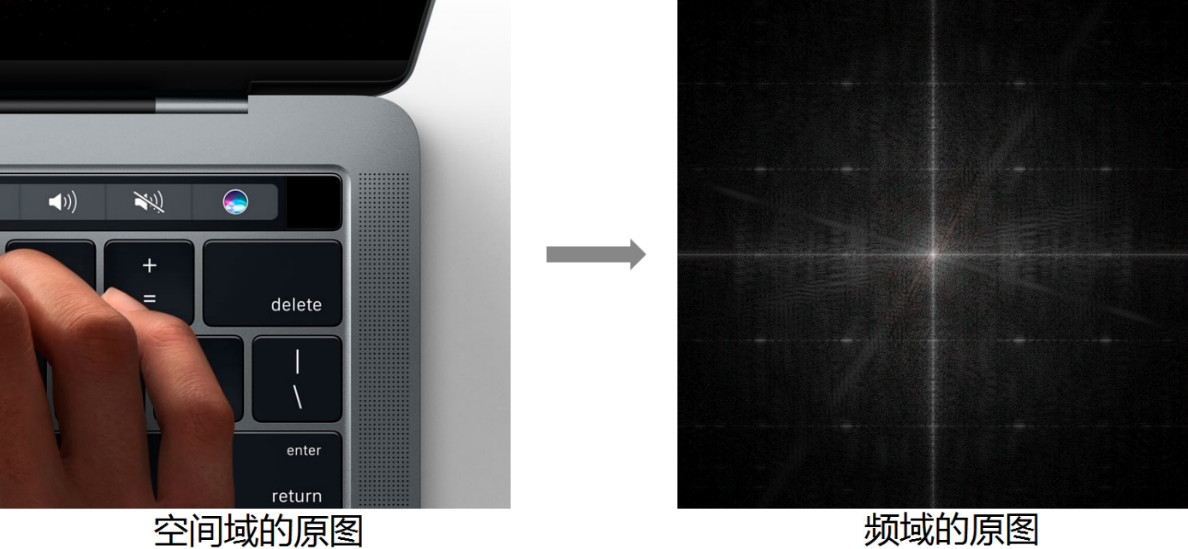 +
=
delete
|
\
enter
return
空间域的原图
频域的原图